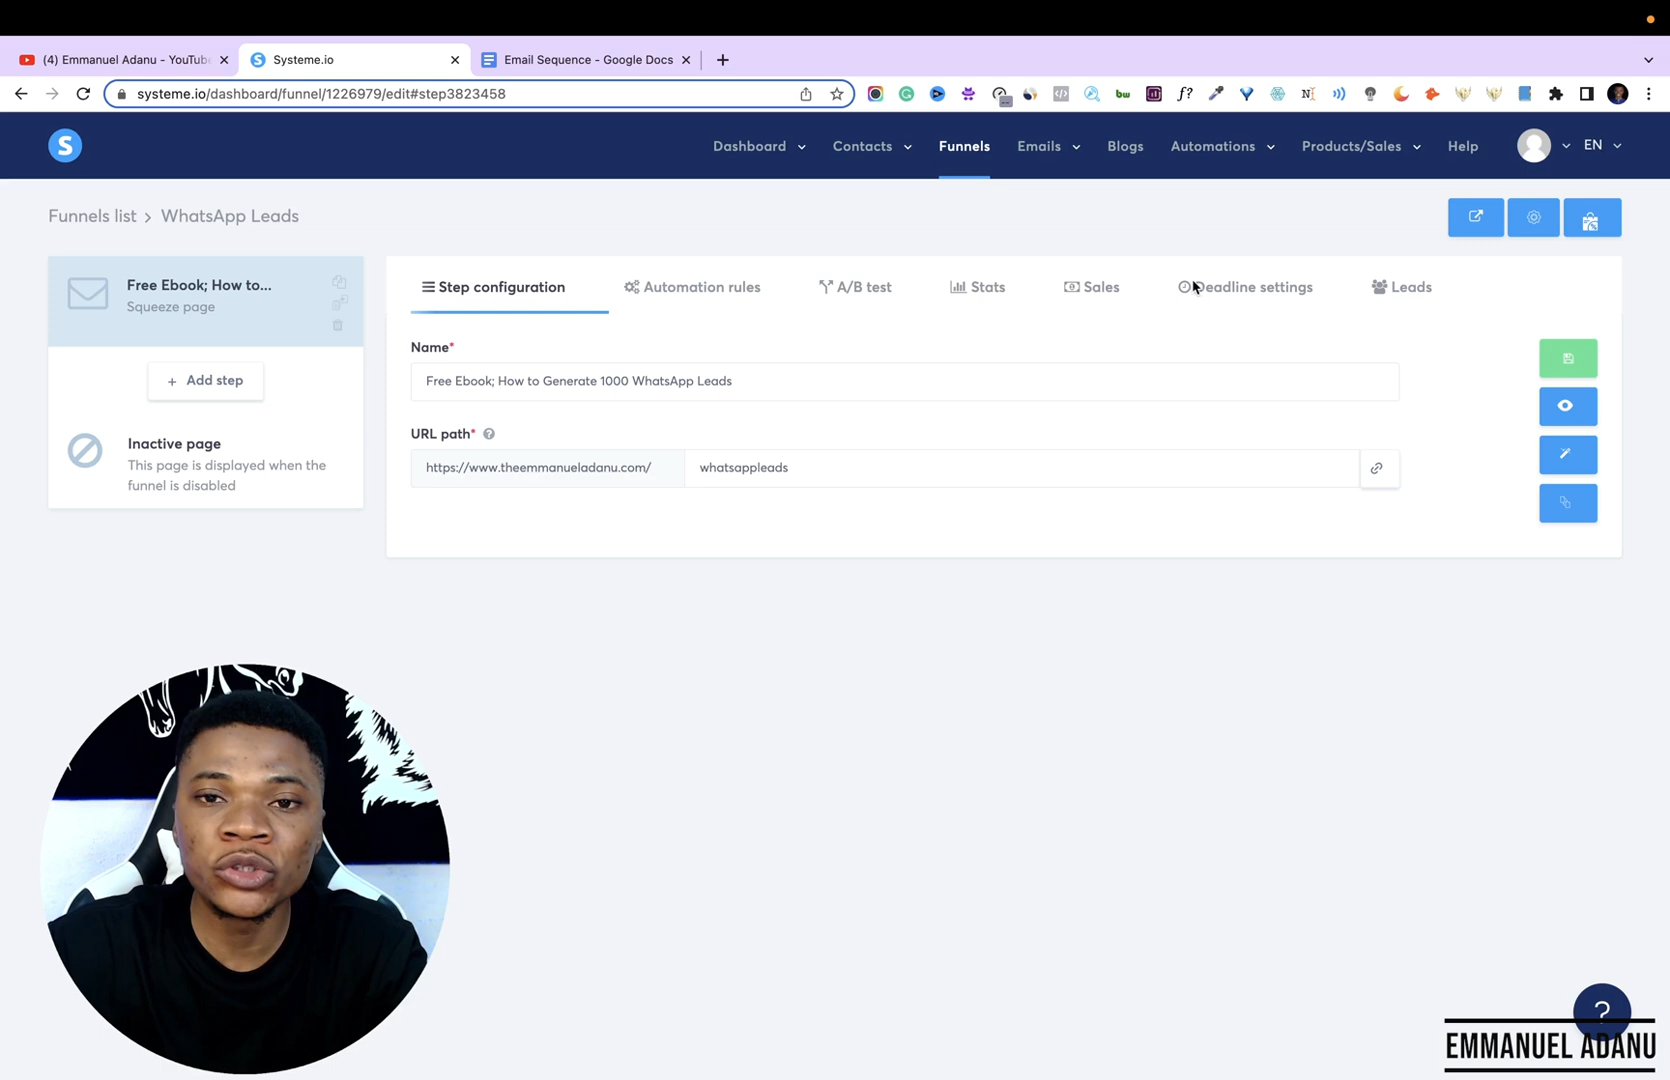 (4) Emmanuel Adanu - YouTube
Systeme.io
Email Sequence - Google Docs
systeme.io/dashboard/funnel/1226979/edit#step3823458
S
Dashboard
Contacts
Funnels
Emails
Blogs
Automations
Products/Sales
Help
EN
Funnels list > WhatsApp Leads
Free Ebook; How to...
Squeeze page
+ Add step
Inactive page
This page is displayed when the
funnel is disabled
Step configuration
Automation rules
A/B test
Stats
Sales
Deadline settings
Leads
Name*
Free Ebook; How to Generate 1000 WhatsApp Leads
URL path* ?
https://www.theemmanueladanu.com/
whatsappleads
?
EMMANUEL ADANU